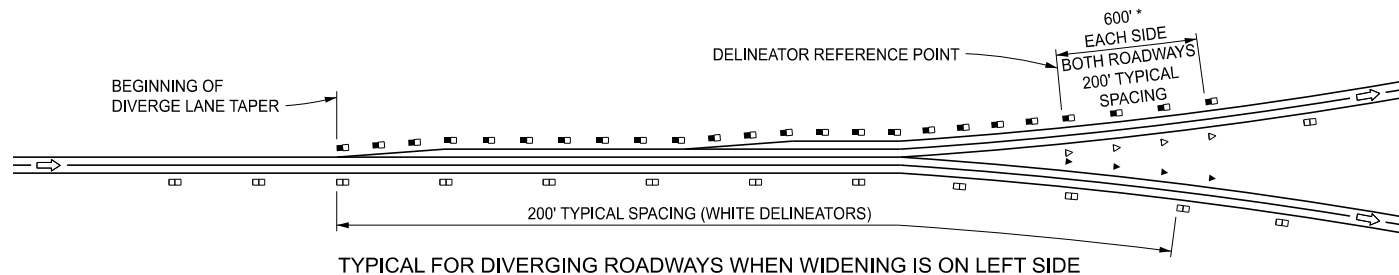 600' *
EACH SIDE
BOTH ROADWAYS
200' TYPICAL
SPACING
DELINEATOR REFERENCE POINT
BEGINNING OF
DIVERGE LANE TAPER
200' TYPICAL SPACING (WHITE DELINEATORS)
TYPICAL FOR DIVERGING ROADWAYS WHEN WIDENING IS ON LEFT SIDE